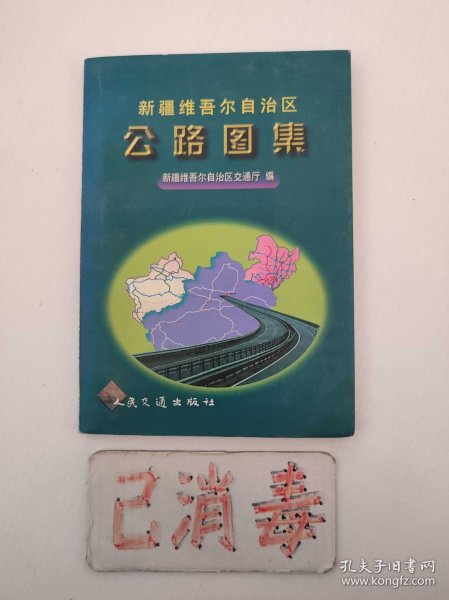 新疆维吾尔自治区
公路图集
新疆维吾尔自治区交通厅 编
人民交通出版社
己消毒
孔夫子旧书网
www.kongfz.com